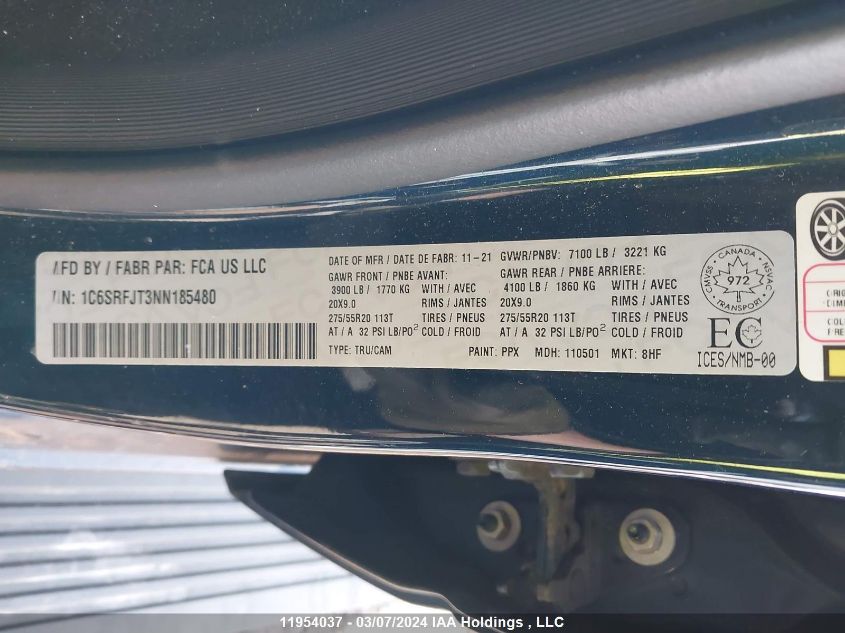 MFD BY / FABR PAR: FCA US LLC
DATE OF MFR / DATE DE FABR: 11-21 GVWR/PNBV: 7100 LB / 3221 KG
GAWR FRONT / PNBE AVANT: GAWR REAR / PNBE ARRIERE:
3900 LB / 1770 KG WITH / AVEC 4100 LB / 1860 KG WITH / AVEC
20X9.0 RIMS / JANTES 20X9.0 RIMS / JANTES
275/55R20 113T TIRES / PNEUS 275/55R20 113T TIRES / PNEUS
AT / A 32 PSI LB/PO² COLD / FROID AT / A 32 PSI LB/PO² COLD / FROID
VIN: 1C6SRFJT3NN185480
TYPE: TRU/CAM PAINT: PPX MDH: 110501 MKT: 8HF
CANADA
CMVSS NSVAC
972
TRANSPORT
EC
ICES/NMB-00
11954037 - 03/07/2024 IAA Holdings , LLC